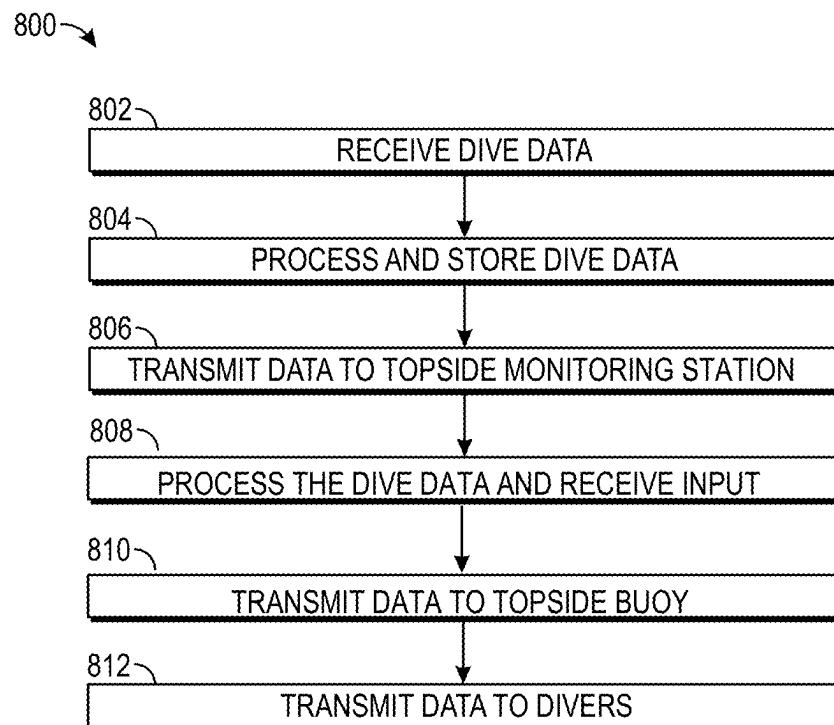 800
802
RECEIVE DIVE DATA
804
PROCESS AND STORE DIVE DATA
806
TRANSMIT DATA TO TOPSIDE MONITORING STATION
808
PROCESS THE DIVE DATA AND RECEIVE INPUT
810
TRANSMIT DATA TO TOPSIDE BUOY
812
TRANSMIT DATA TO DIVERS